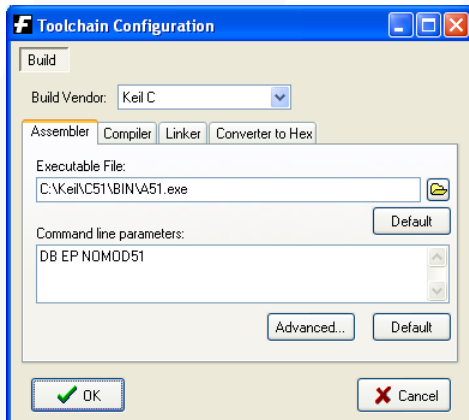 Toolchain Configuration
Build
Build Vendor: Keil C
Assembler Compiler Linker Converter to Hex
Executable File:
C:\Keil\C51\BIN\A51.exe
Default
Command line parameters:
DB EP NOMOD51
Advanced... Default
OK Cancel